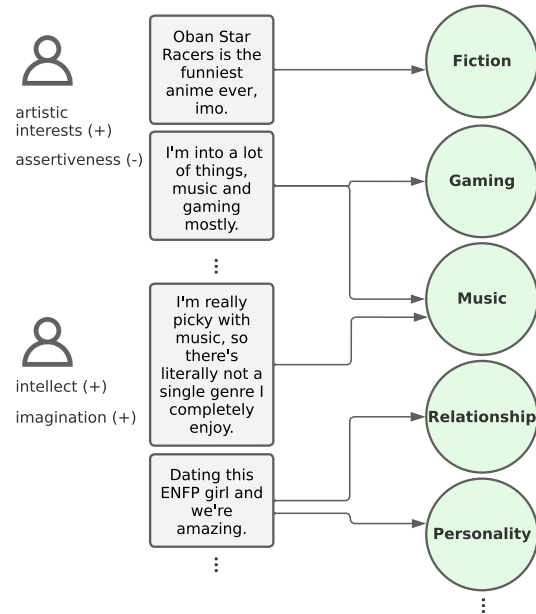 artistic
interests (+)
assertiveness (-)
Oban Star
Racers is the
funniest
anime ever,
imo.
I'm into a lot
of things,
music and
gaming
mostly.
intellect (+)
imagination (+)
I'm really
picky with
music, so
there's
literally not a
single genre I
completely
enjoy.
Dating this
ENFP girl and
we're
amazing.
Fiction
Gaming
Music
Relationship
Personality